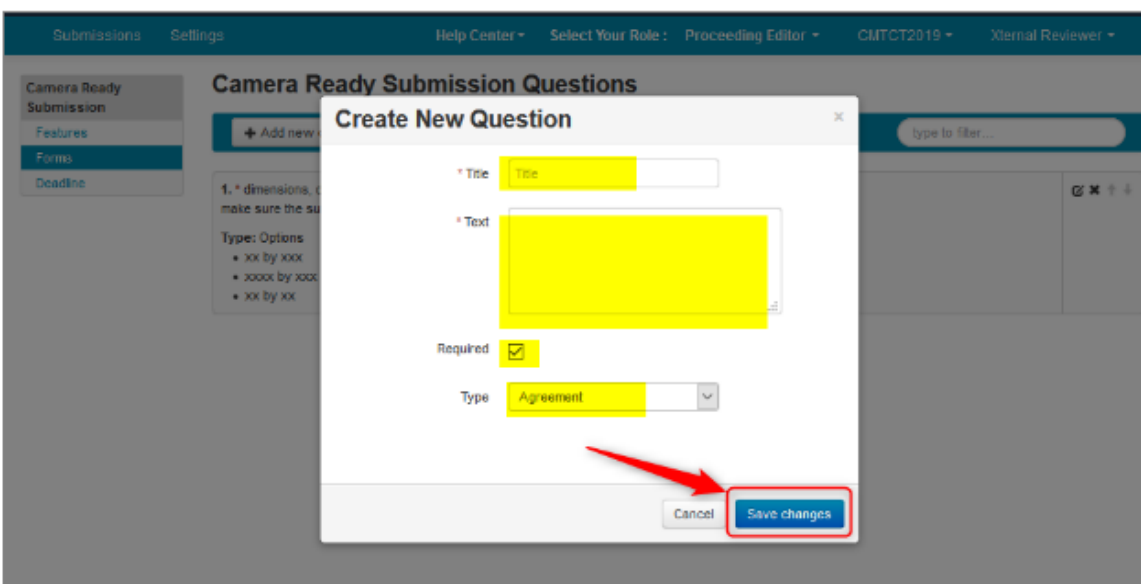 Submissions Settings Help Center Select Your Role : Proceeding Editor CMTCT2019 Xternal Reviewer
Camera Ready Submission
Features
Forms
Deadline
Camera Ready Submission Questions
+ Add new
type to filter...
1. * dimensions,
make sure the su
Type: Options
• xx by xxx
• xxxx by xxx
• xx by xx
Create New Question ×
* Title Title
* Text
Required
Type Agreement
Cancel Save changes